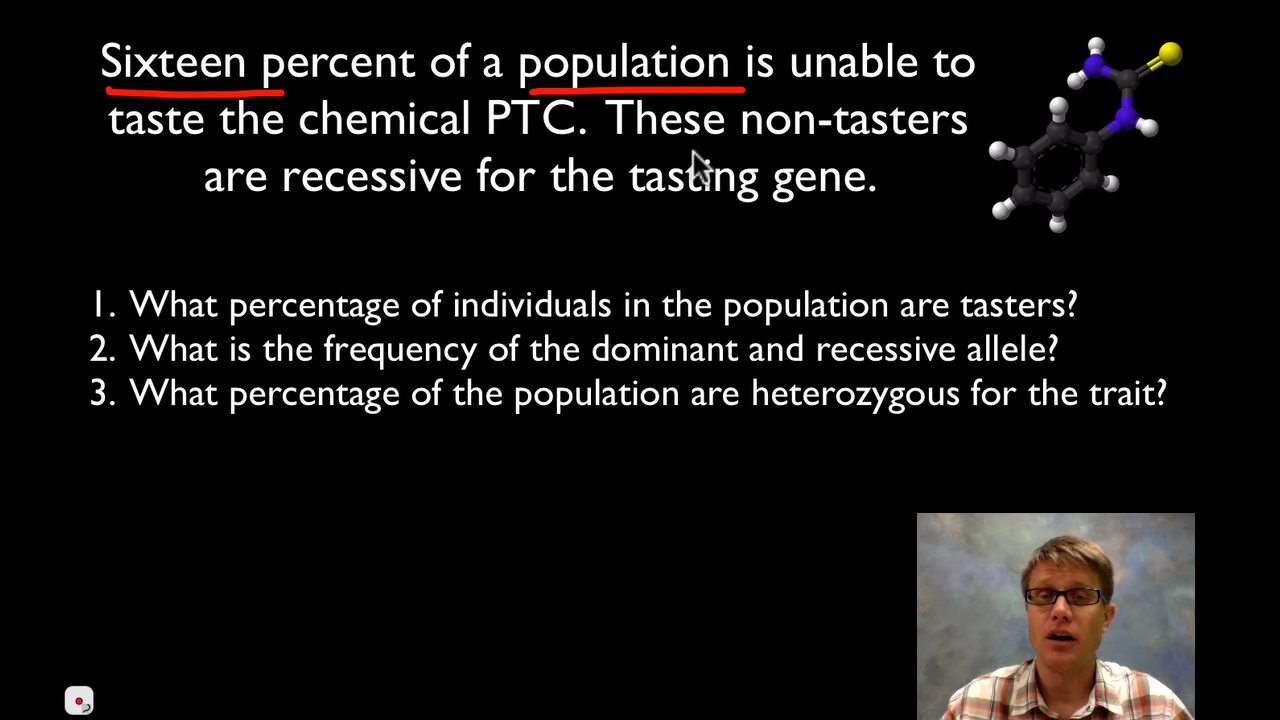 Sixteen percent of a population is unable to
taste the chemical PTC. These non-tasters
are recessive for the tasting gene.
1. What percentage of individuals in the population are tasters?
2. What is the frequency of the dominant and recessive allele?
3. What percentage of the population are heterozygous for the trait?